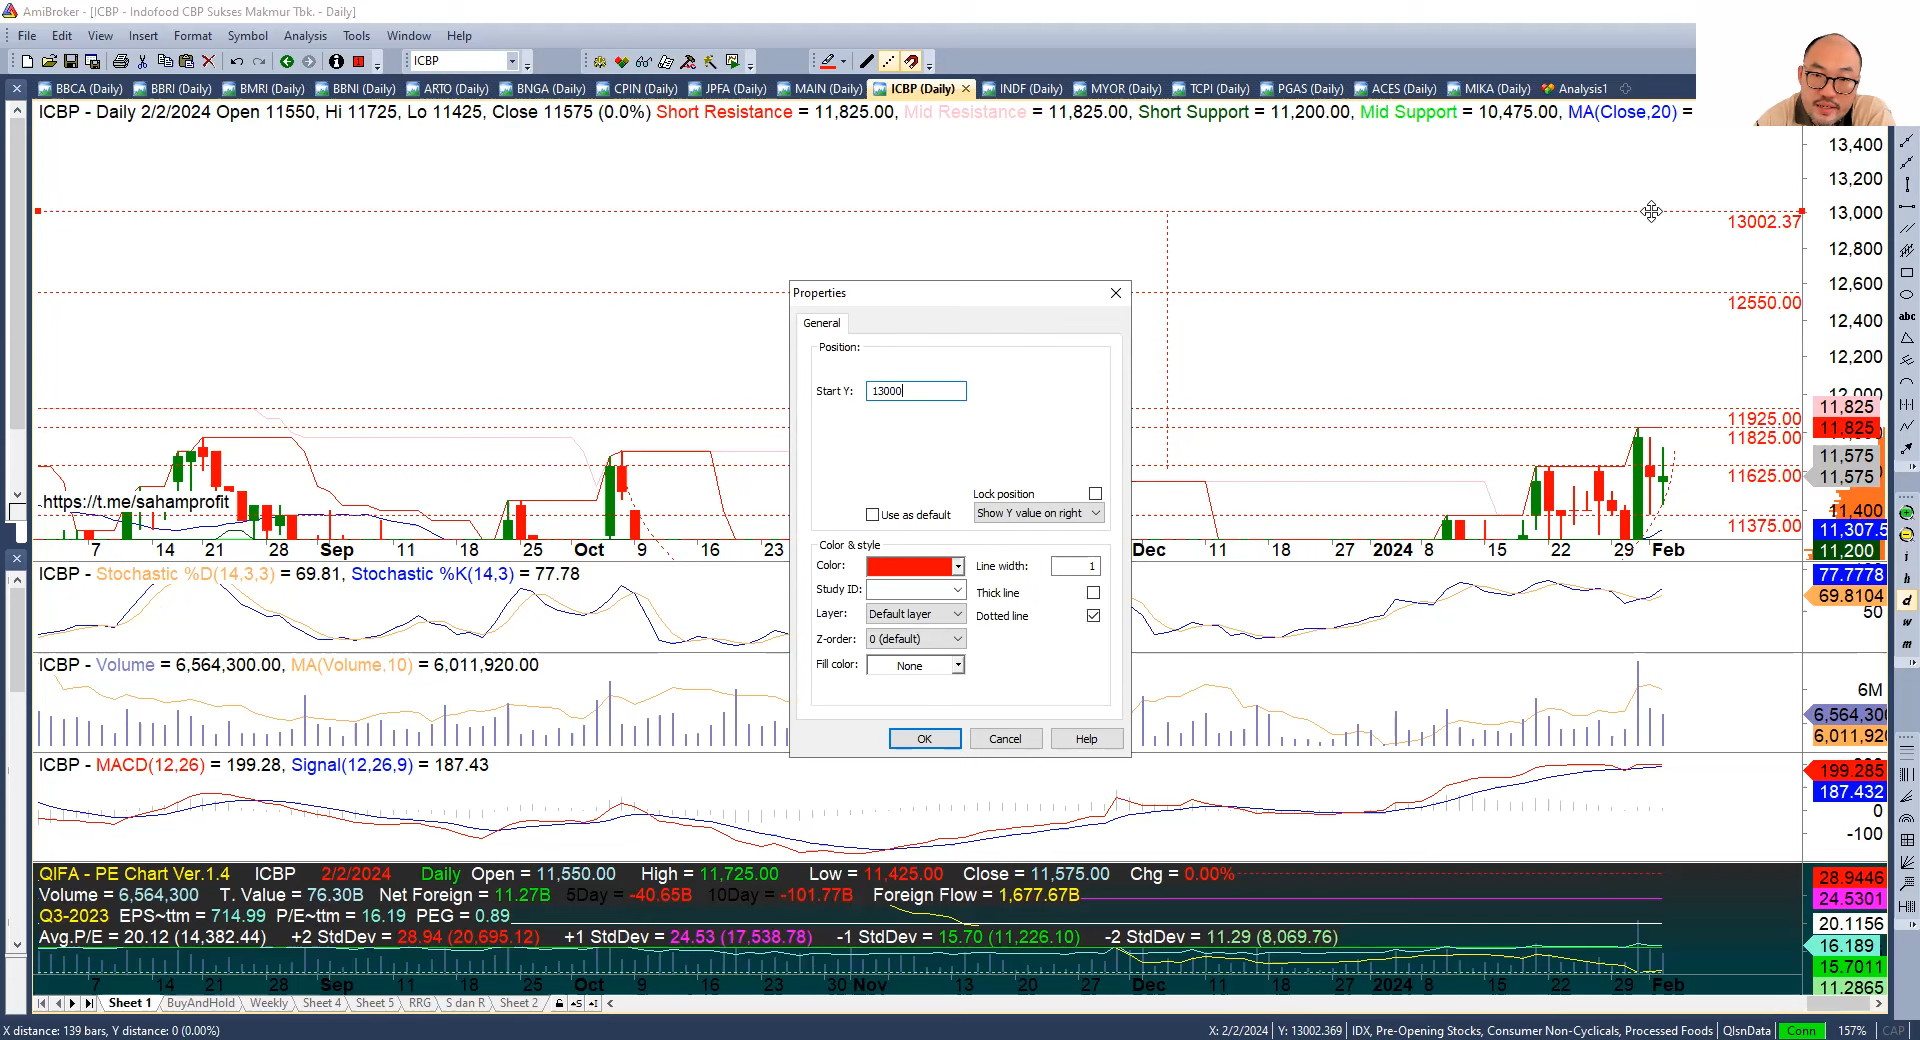 AmiBroker - [ICBP - Indofood CBP Sukses Makmur Tbk. - Daily]
File Edit View Insert Format Symbol Analysis Tools Window Help
ICBP
BBCA (Daily) BBRI (Daily) BMRI (Daily) BBNI (Daily) ARTO (Daily) BNGA (Daily) CPIN (Daily) JPFA (Daily) MAIN (Daily) ICBP (Daily) INDF (Daily) MYOR (Daily) TCPI (Daily) PGAS (Daily) ACES (Daily) MIKA (Daily) Analysis1
ICBP - Daily 2/2/2024 Open 11550, Hi 11725, Lo 11425, Close 11575 (0.0%) Short Resistance = 11,825.00, Mid Resistance = 11,825.00, Short Support = 11,200.00, Mid Support = 10,475.00, MA(Close,20) =
13,400
13,200
13,000
13002.37
12,800
12,600
12550.00
12,400
12,200
12,000
11,825
11925.00
11,825
11825.00
11,575
11625.00
11,575
11,400
11375.00
11,307.5
11,200
https://t.me/sahamprofit
7 14 21 28 Sep 11 18 25 Oct 9 16 23 Dec 11 18 27 2024 8 15 22 29 Feb
Properties
General
Position:
Start Y: 13000
Lock position
Use as default Show Y value on right
Color & style
Color: Line width: 1
Study ID: Thick line
Layer: Default layer Dotted line
Z-order: 0 (default)
Fill color: None
OK Cancel Help
ICBP - Stochastic %D(14,3,3) = 69.81, Stochastic %K(14,3) = 77.78
77.7778
69.8104
50
ICBP - Volume = 6,564,300.00, MA(Volume,10) = 6,011,920.00
6M
6,564,300
6,011,920
ICBP - MACD(12,26) = 199.28, Signal(12,26,9) = 187.43
199.285
187.432
0
-100
QIFA - PE Chart Ver.1.4 ICBP 2/2/2024 Daily Open = 11,550.00 High = 11,725.00 Low = 11,425.00 Close = 11,575.00 Chg = 0.00%
Volume = 6,564,300 T. Value = 76.30B Net Foreign = 11.27B 5Day = -40.65B 10Day = -101.77B Foreign Flow = 1,677.67B
Q3-2023 EPS~ttm = 714.99 P/E~ttm = 16.19 PEG = 0.89
Avg.P/E = 20.12 (14,382.44) +2 StdDev = 28.94 (20,695.12) +1 StdDev = 24.53 (17,538.78) -1 StdDev = 15.70 (11,226.10) -2 StdDev = 11.29 (8,069.76)
28.9446
24.5301
20.1156
16.189
15.7011
11.2865
7 14 21 28 Sep 11 18 25 Oct 9 16 23 30 Nov 13 20 27 Dec 11 18 27 2024 8 15 22 29 Feb
Sheet 1 BuyAndHold Weekly Sheet 4 Sheet 5 RRG S dan R Sheet 2
abc
i
h
d
w
m
X distance: 139 bars, Y distance: 0 (0.00%) X: 2/2/2024 Y: 13002.369 IDX, Pre-Opening Stocks, Consumer Non-Cyclicals, Processed Foods QlsnData Conn 157% CAP